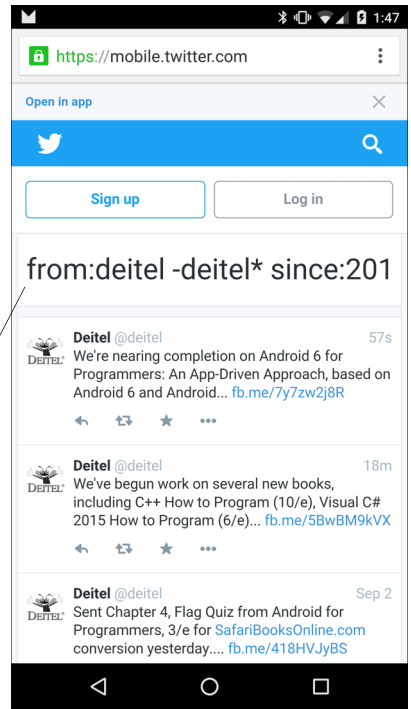 1:47
https://mobile.twitter.com
Open in app
Sign up
Log in
from:deitel -deitel* since:201
Deitel @deitel 57s
We're nearing completion on Android 6 for
Programmers: An App-Driven Approach, based on
Android 6 and Android... fb.me/7y7zw2j8R
DEITEL
Deitel @deitel 18m
We've begun work on several new books,
including C++ How to Program (10/e), Visual C#
2015 How to Program (6/e)... fb.me/5BwBM9kVX
DEITEL
Deitel @deitel Sep 2
Sent Chapter 4, Flag Quiz from Android for
Programmers, 3/e for SafariBooksOnline.com
conversion yesterday.... fb.me/418HVJyBS
DEITEL